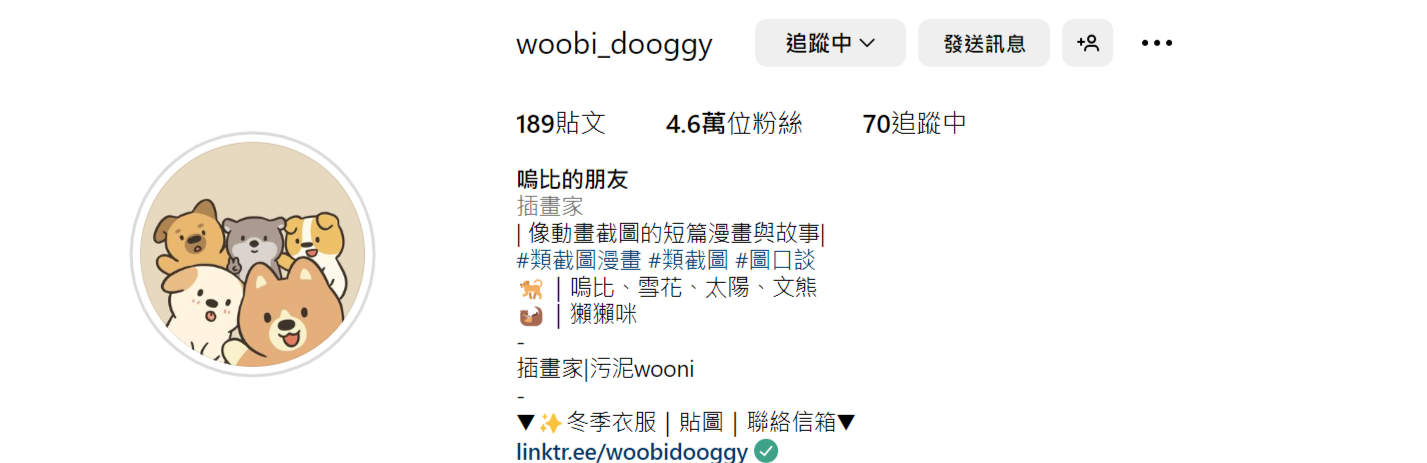 woobi_dooggy 追蹤中 發送訊息
189貼文 4.6萬位粉絲 70追蹤中
嗚比的朋友
插畫家
| 像動畫截圖的短篇漫畫與故事|
#類截圖漫畫 #類截圖 #圖口談
🐕 | 嗚比、雪花、太陽、文熊
🦦 | 獺獺咪
-
插畫家|污泥wooni
-
▼✨冬季衣服 | 貼圖 | 聯絡信箱▼
linktr.ee/woobidooggy